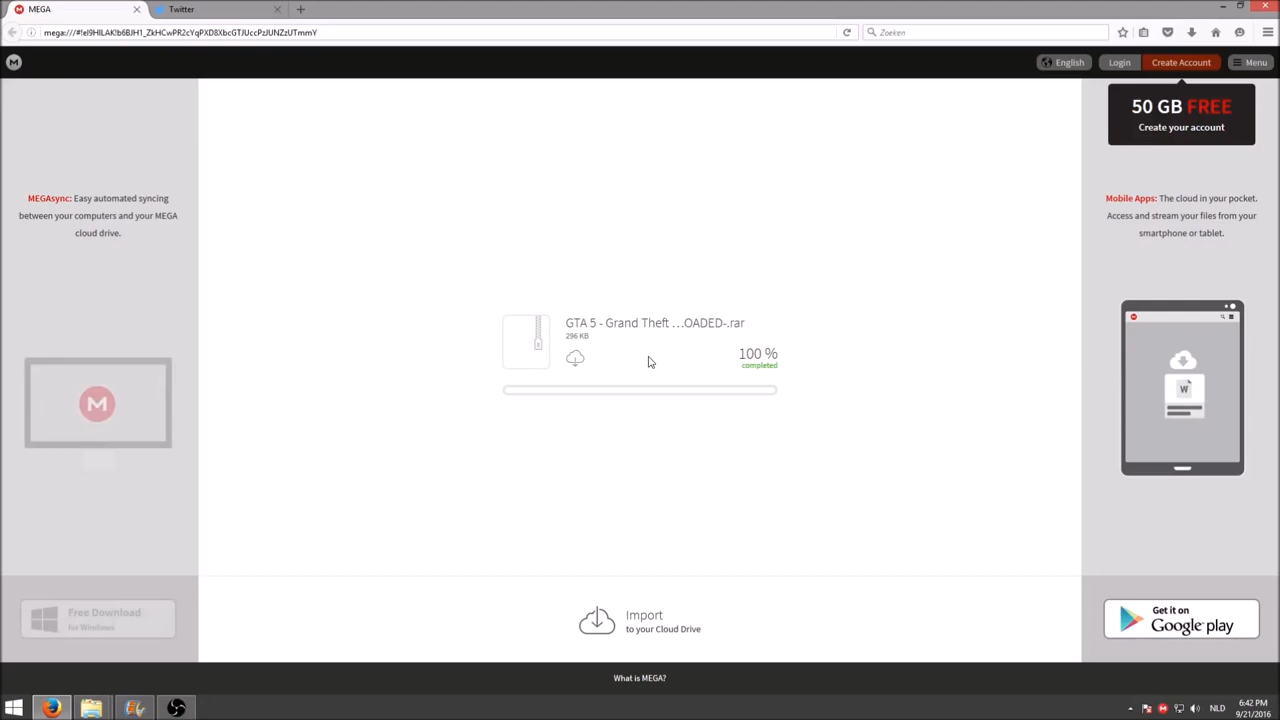 MEGA
Twitter
mega:///#!eI9HlLAK!b6BJH1_ZkHCwPR2cYqPXD8XbcGTJUccPzJUNZzUTmmY
Zoeken
M
English
Login
Create Account
Menu
50 GB FREE
Create your account
MEGAsync: Easy automated syncing
between your computers and your MEGA
cloud drive.
Mobile Apps: The cloud in your pocket.
Access and stream your files from your
smartphone or tablet.
GTA 5 - Grand Theft ...OADED-.rar
296 KB
100 %
completed
M
W
Free Download
for Windows
Import
to your Cloud Drive
Get it on
Google play
What is MEGA?
NLD
6:42 PM
9/21/2016